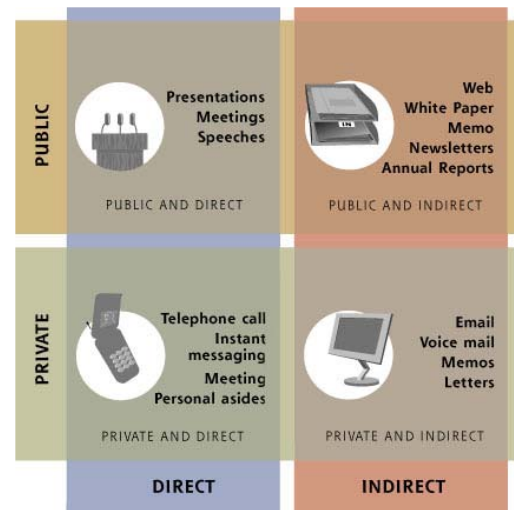 PUBLIC
Presentations
Meetings
Speeches
PUBLIC AND DIRECT
Web
White Paper
Memo
Newsletters
Annual Reports
IN
PUBLIC AND INDIRECT
PRIVATE
Telephone call
Instant
messaging
Meeting
Personal asides
PRIVATE AND DIRECT
Email
Voice mail
Memos
Letters
PRIVATE AND INDIRECT
DIRECT
INDIRECT